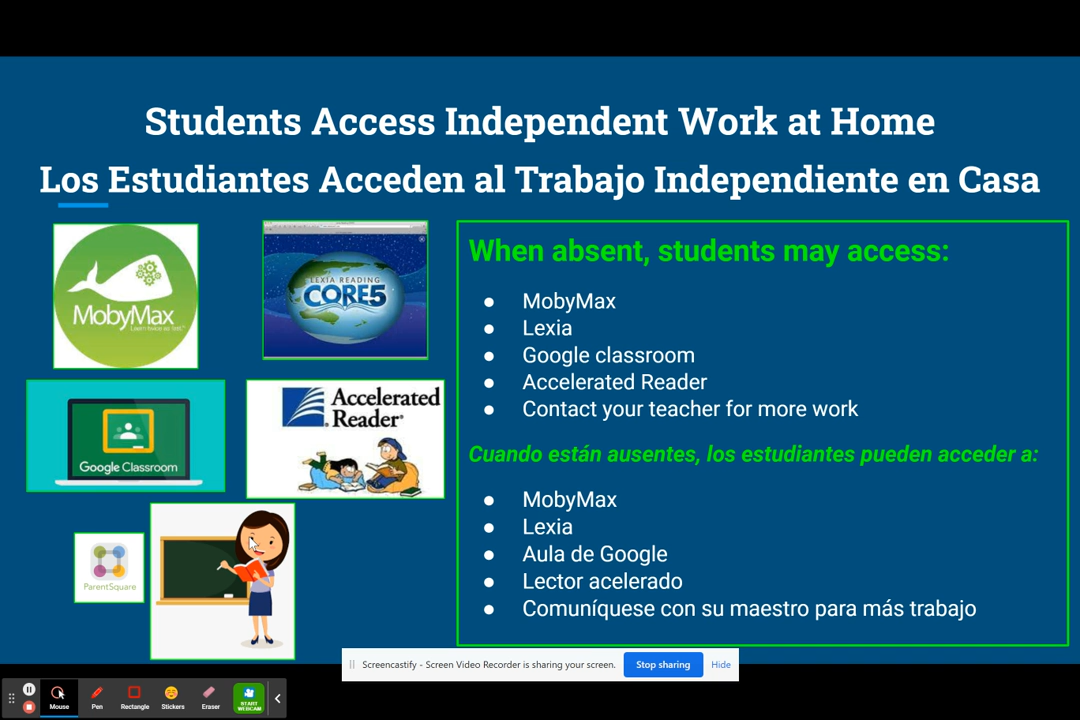 Students Access Independent Work at Home
Los Estudiantes Acceden al Trabajo Independiente en Casa
MobyMax
Learn twice as fast.™
LEXIA READING
CORE5
Google Classroom
Accelerated
Reader®
ParentSquare
When absent, students may access:
● MobyMax
● Lexia
● Google classroom
● Accelerated Reader
● Contact your teacher for more work
Cuando están ausentes, los estudiantes pueden acceder a:
● MobyMax
● Lexia
● Aula de Google
● Lector acelerado
● Comuníquese con su maestro para más trabajo
Screencastify - Screen Video Recorder is sharing your screen. Stop sharing Hide
Mouse Pen Rectangle Stickers Eraser START WEBCAM